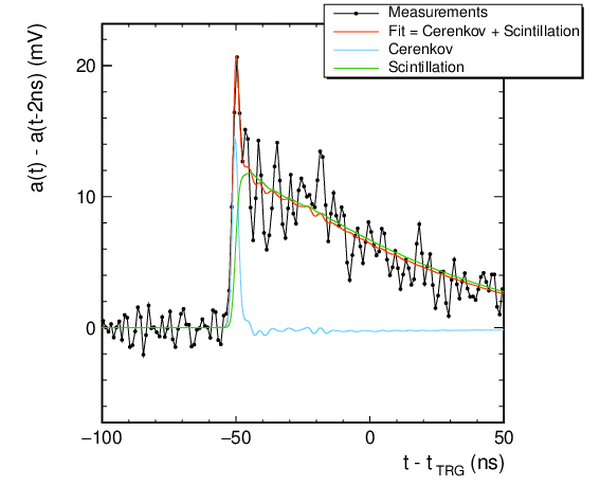 Measurements
Fit = Cerenkov + Scintillation
Cerenkov
Scintillation
a(t) - a(t-2ns) (mV)
20
10
0
−100
−50
0
50
t - tTRG (ns)